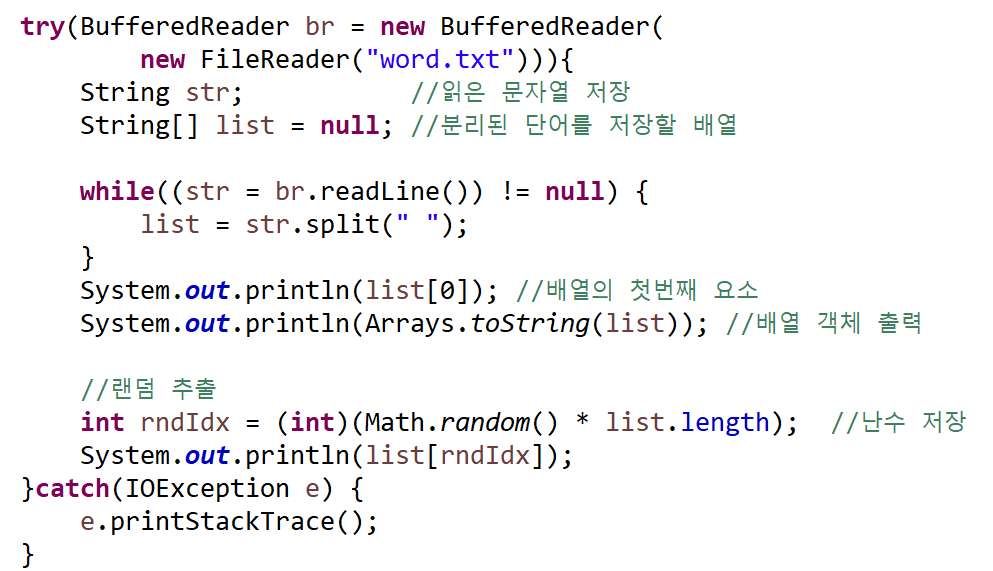 try(BufferedReader br = new BufferedReader(
        new FileReader("word.txt"))){
    String str;           //읽은 문자열 저장
    String[] list = null; //분리된 단어를 저장할 배열

    while((str = br.readLine()) != null) {
        list = str.split(" ");
    }
    System.out.println(list[0]); //배열의 첫번째 요소
    System.out.println(Arrays.toString(list)); //배열 객체 출력

    //랜덤 추출
    int rndIdx = (int)(Math.random() * list.length);  //난수 저장
    System.out.println(list[rndIdx]);
}catch(IOException e) {
    e.printStackTrace();
}